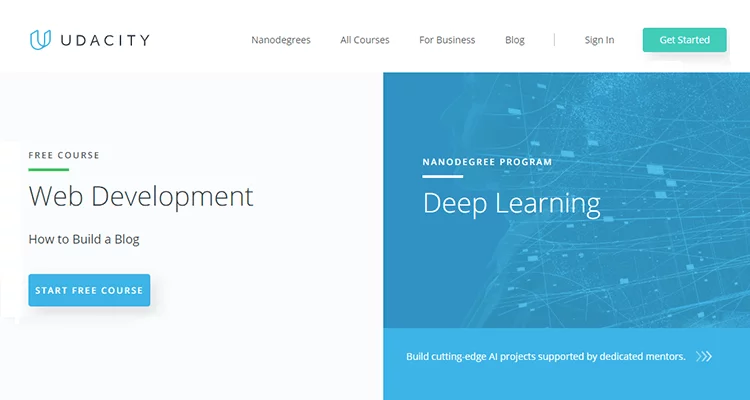 UDACITY
Nanodegrees
All Courses
For Business
Blog
Sign In
Get Started
FREE COURSE
Web Development
How to Build a Blog
START FREE COURSE
NANODEGREE PROGRAM
Deep Learning
Build cutting-edge AI projects supported by dedicated mentors.